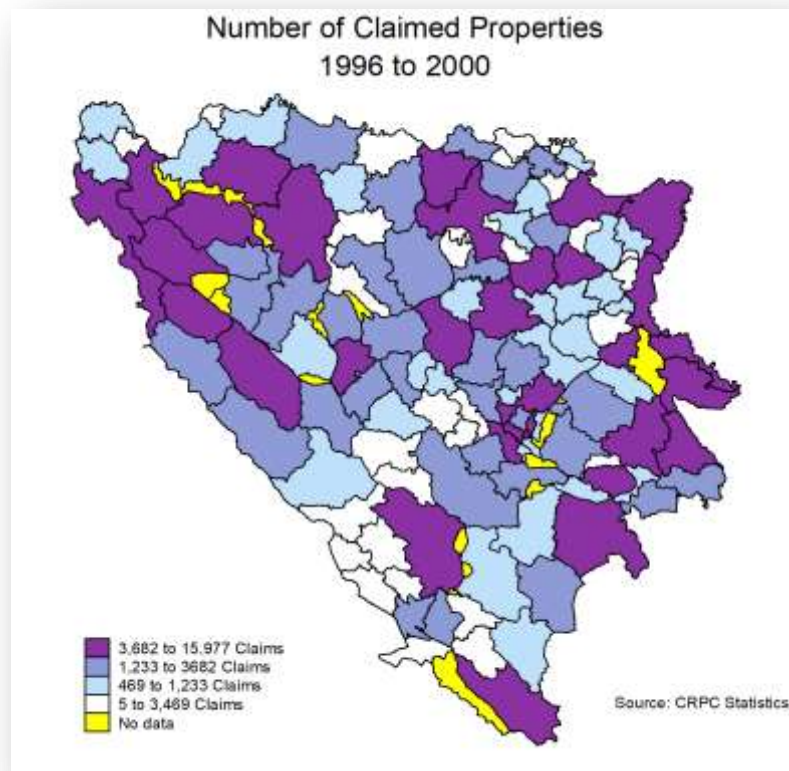 Number of Claimed Properties
1996 to 2000
3,682 to 15.977 Claims
1,233 to 3682 Claims
469 to 1,233 Claims
5 to 3,469 Claims
No data
Source: CRPC Statistics